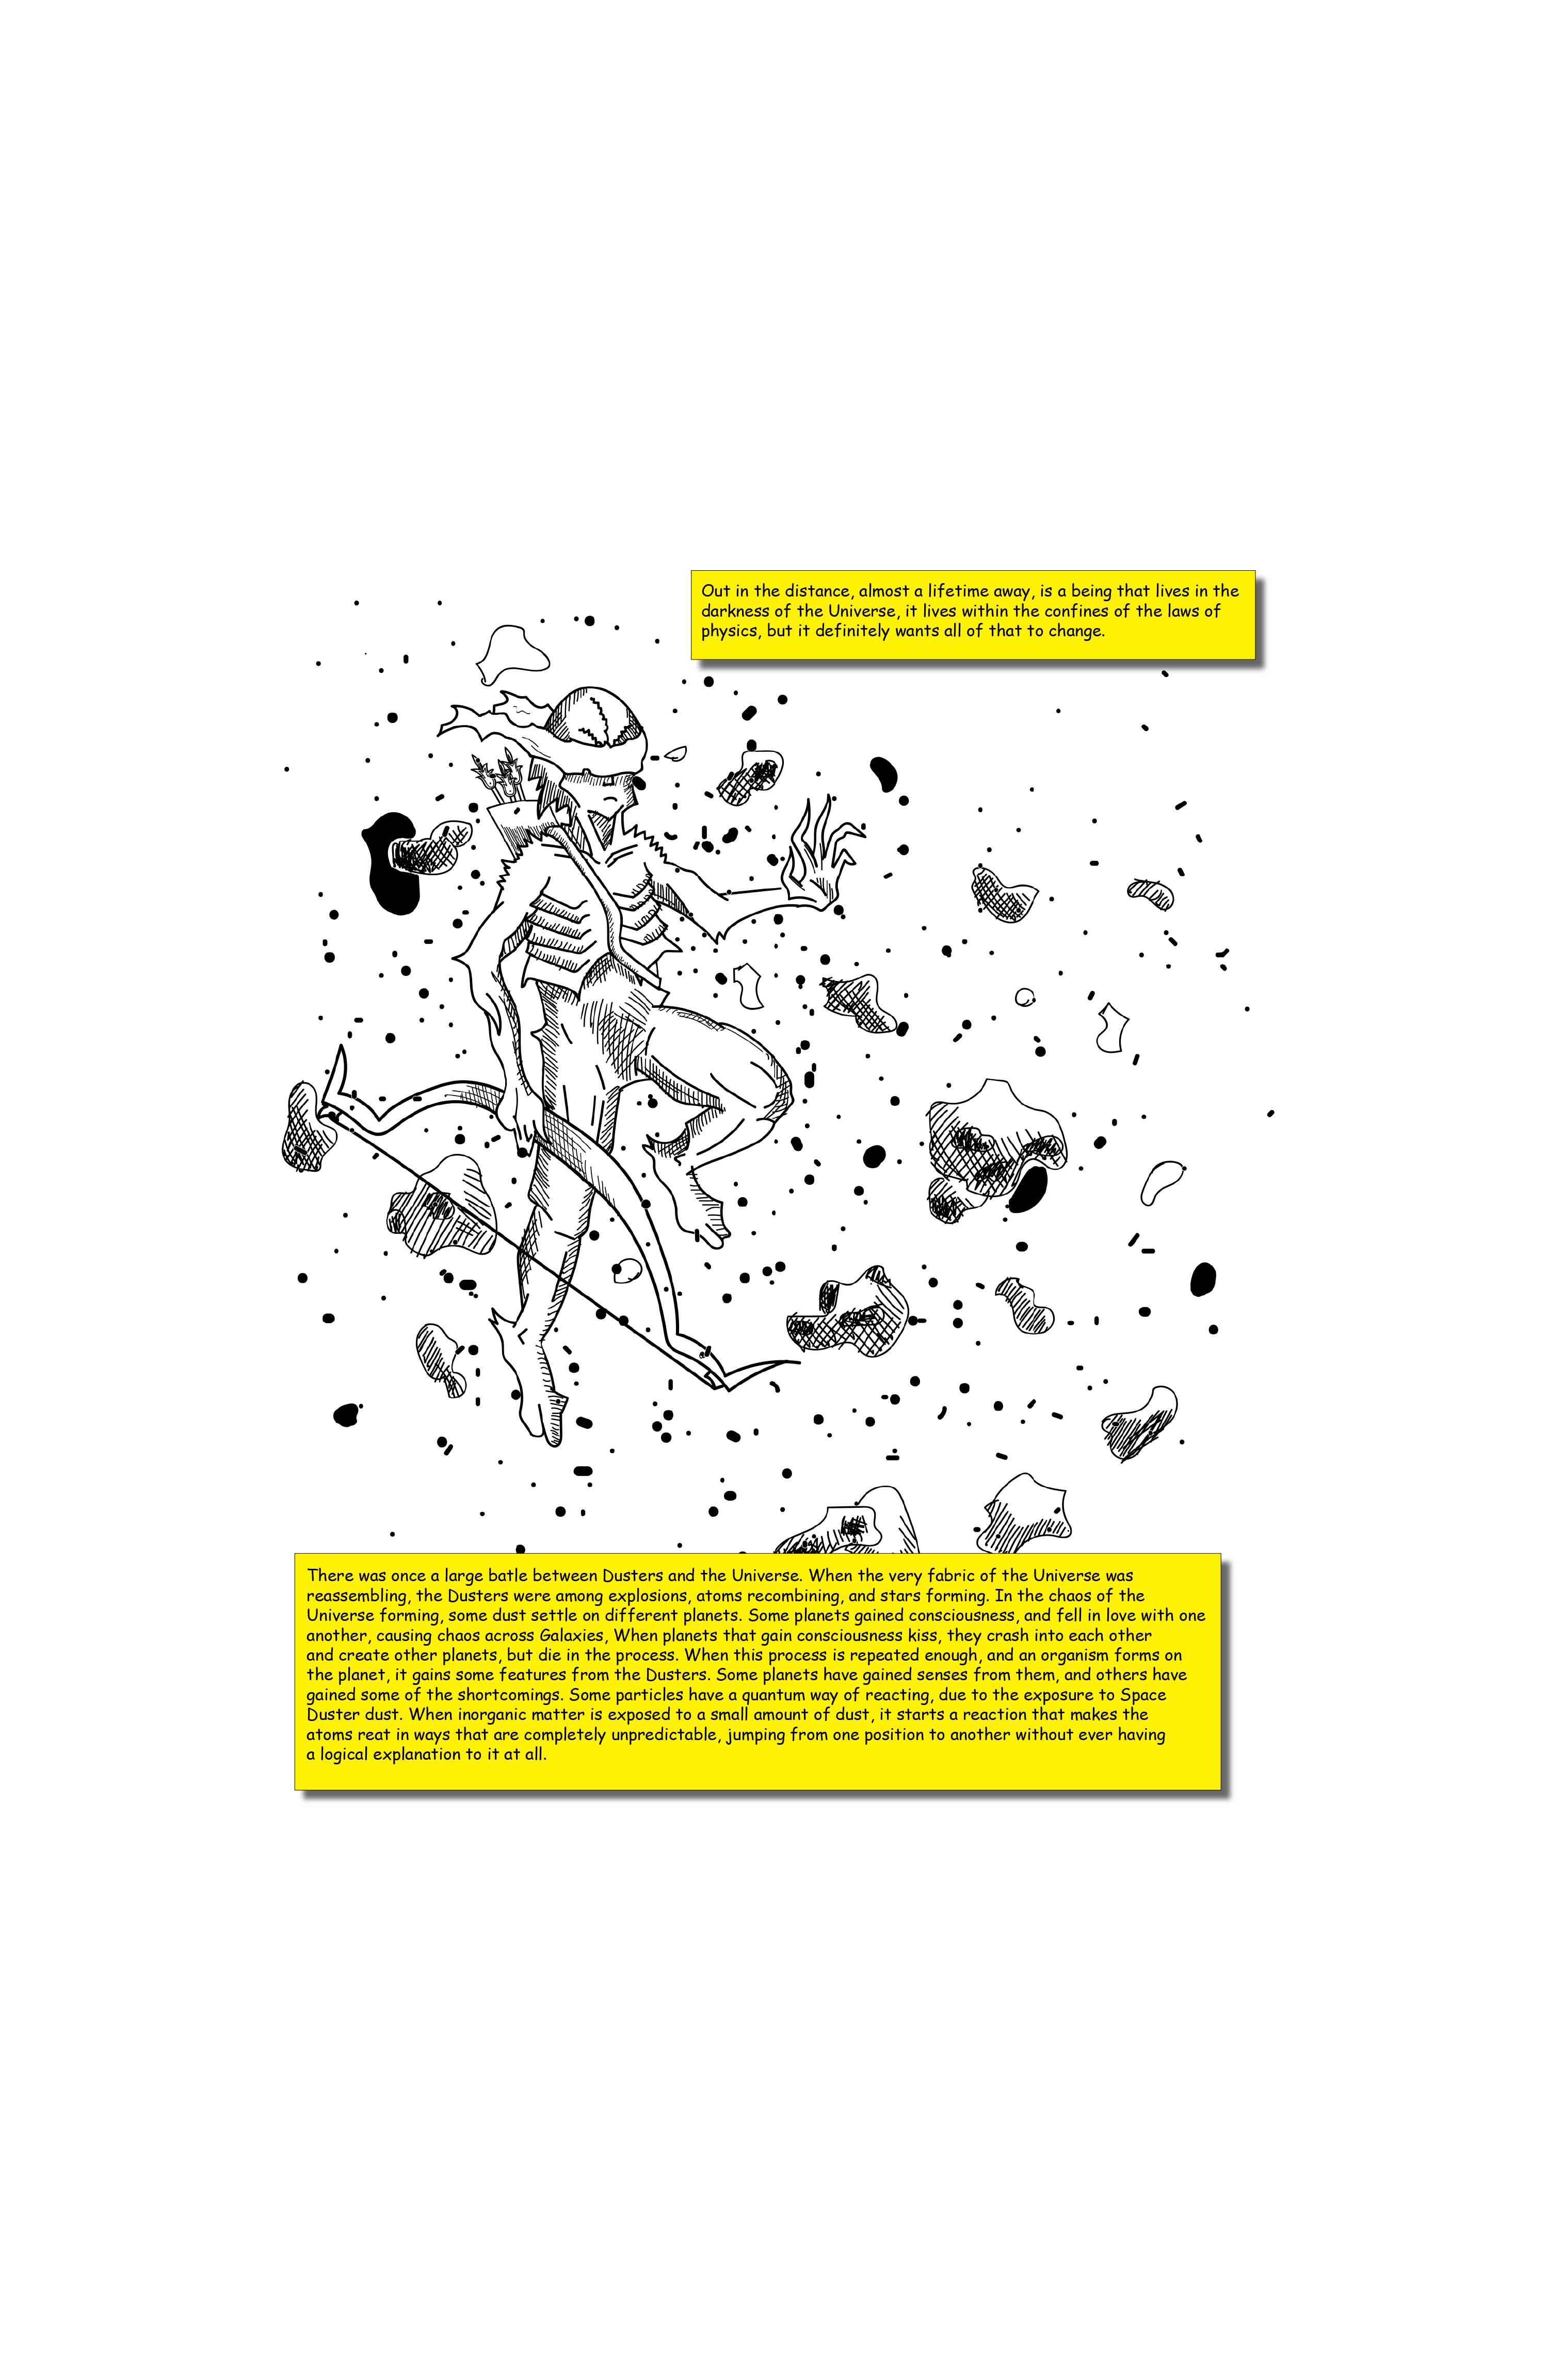 Out in the distance, almost a lifetime away, is a being that lives in the
darkness of the Universe, it lives within the confines of the laws of
physics, but it definitely wants all of that to change.
There was once a large batle between Dusters and the Universe. When the very fabric of the Universe was
reassembling, the Dusters were among explosions, atoms recombining, and stars forming. In the chaos of the
Universe forming, some dust settle on different planets. Some planets gained consciousness, and fell in love with one
another, causing chaos across Galaxies, When planets that gain consciousness kiss, they crash into each other
and create other planets, but die in the process. When this process is repeated enough, and an organism forms on
the planet, it gains some features from the Dusters. Some planets have gained senses from them, and others have
gained some of the shortcomings. Some particles have a quantum way of reacting, due to the exposure to Space
Duster dust. When inorganic matter is exposed to a small amount of dust, it starts a reaction that makes the
atoms reat in ways that are completely unpredictable, jumping from one position to another without ever having
a logical explanation to it at all.